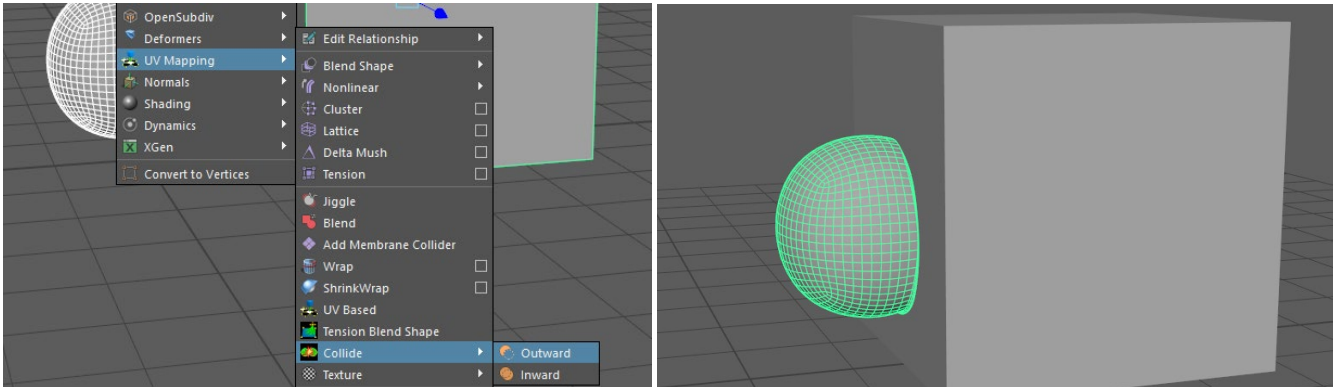 OpenSubdiv
Deformers
UV Mapping
Normals
Shading
Dynamics
XGen
Convert to Vertices
Edit Relationship
Blend Shape
Nonlinear
Cluster
Lattice
Delta Mush
Tension
Jiggle
Blend
Add Membrane Collider
Wrap
ShrinkWrap
UV Based
Tension Blend Shape
Collide
Texture
Outward
Inward